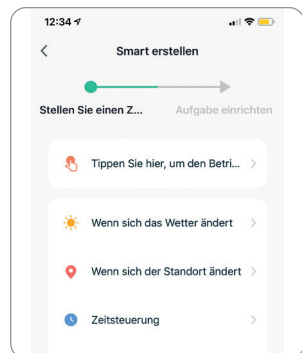 12:34
Smart erstellen
Stellen Sie einen Z... Aufgabe einrichten
Tippen Sie hier, um den Betri...
Wenn sich das Wetter ändert
Wenn sich der Standort ändert
Zeitsteuerung